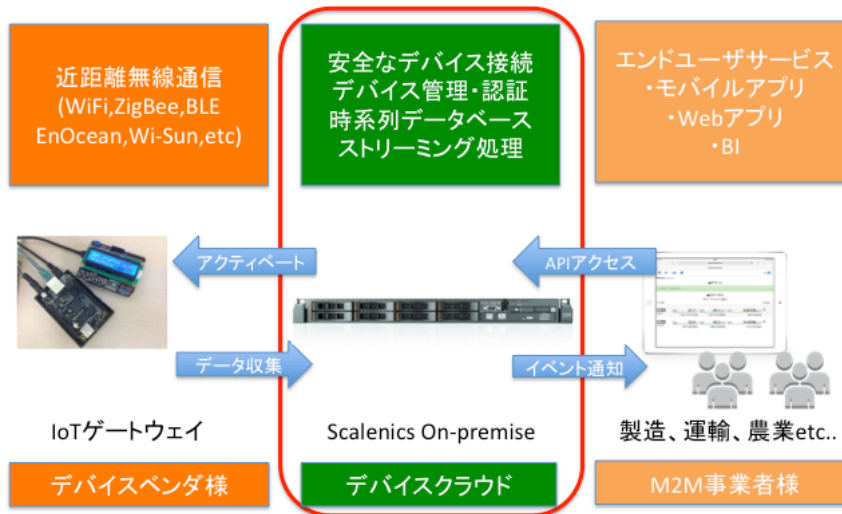 近距離無線通信
(WiFi,ZigBee,BLE
EnOcean,Wi-Sun,etc)
安全なデバイス接続
デバイス管理・認証
時系列データベース
ストリーミング処理
エンドユーザサービス
・モバイルアプリ
・Webアプリ
・BI
アクティベート
APIアクセス
データ収集
イベント通知
IoTゲートウェイ
Scalenics On-premise
製造、運輸、農業etc..
デバイスベンダ様
デバイスクラウド
M2M事業者様